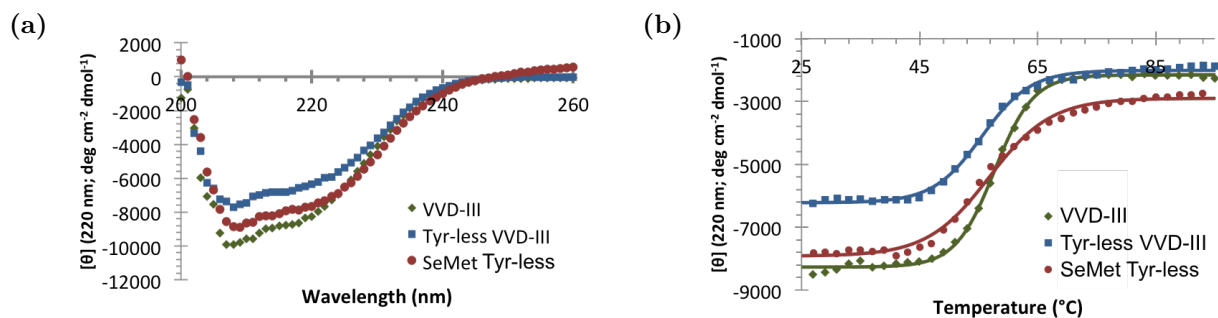 (a)
2000
0
-2000
-4000
-6000
-8000
-10000
-12000
200
220
240
260
[θ] (220 nm; deg cm-2 dmol-1)
Wavelength (nm)
VVD-III
Tyr-less VVD-III
SeMet Tyr-less
(b)
-1000
-3000
-5000
-7000
-9000
25
45
65
85
[θ] (220 nm; deg cm-2 dmol-1)
Temperature (°C)
VVD-III
Tyr-less VVD-III
SeMet Tyr-less